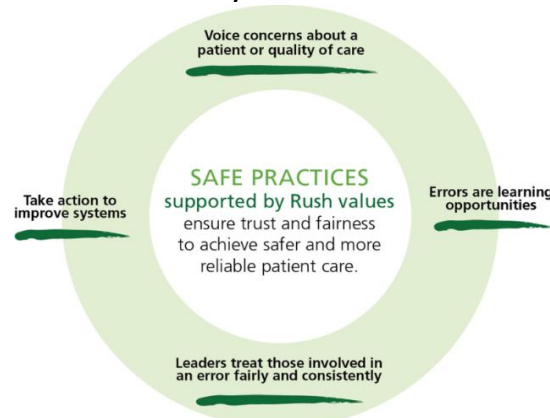 Voice concerns about a
patient or quality of care
SAFE PRACTICES
supported by Rush values
ensure trust and fairness
to achieve safer and more
reliable patient care.
Take action to
improve systems
Errors are learning
opportunities
Leaders treat those involved in
an error fairly and consistently